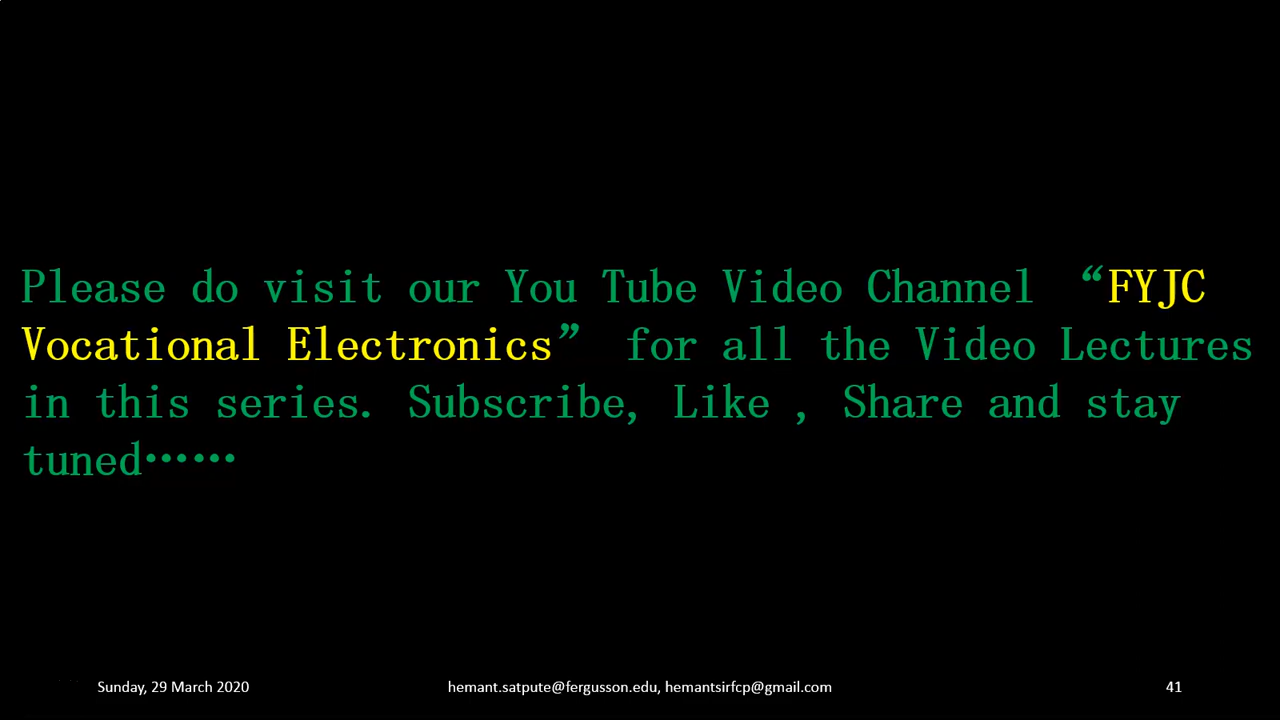 Please do visit our You Tube Video Channel “FYJC
Vocational Electronics” for all the Video Lectures
in this series. Subscribe, Like , Share and stay
tuned……
Sunday, 29 March 2020 hemant.satpute@fergusson.edu, hemantsirfcp@gmail.com 41